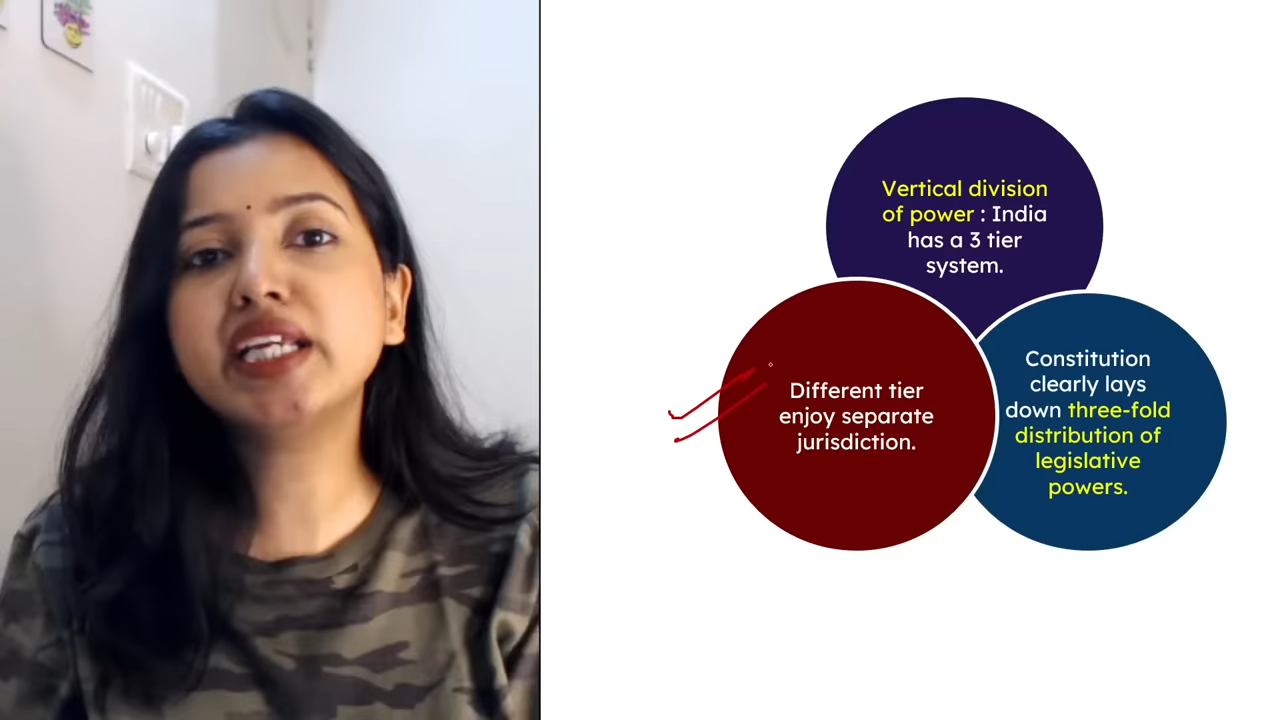 Vertical division
of power : India
has a 3 tier
system.
Different tier
enjoy separate
jurisdiction.
Constitution
clearly lays
down three-fold
distribution of
legislative
powers.